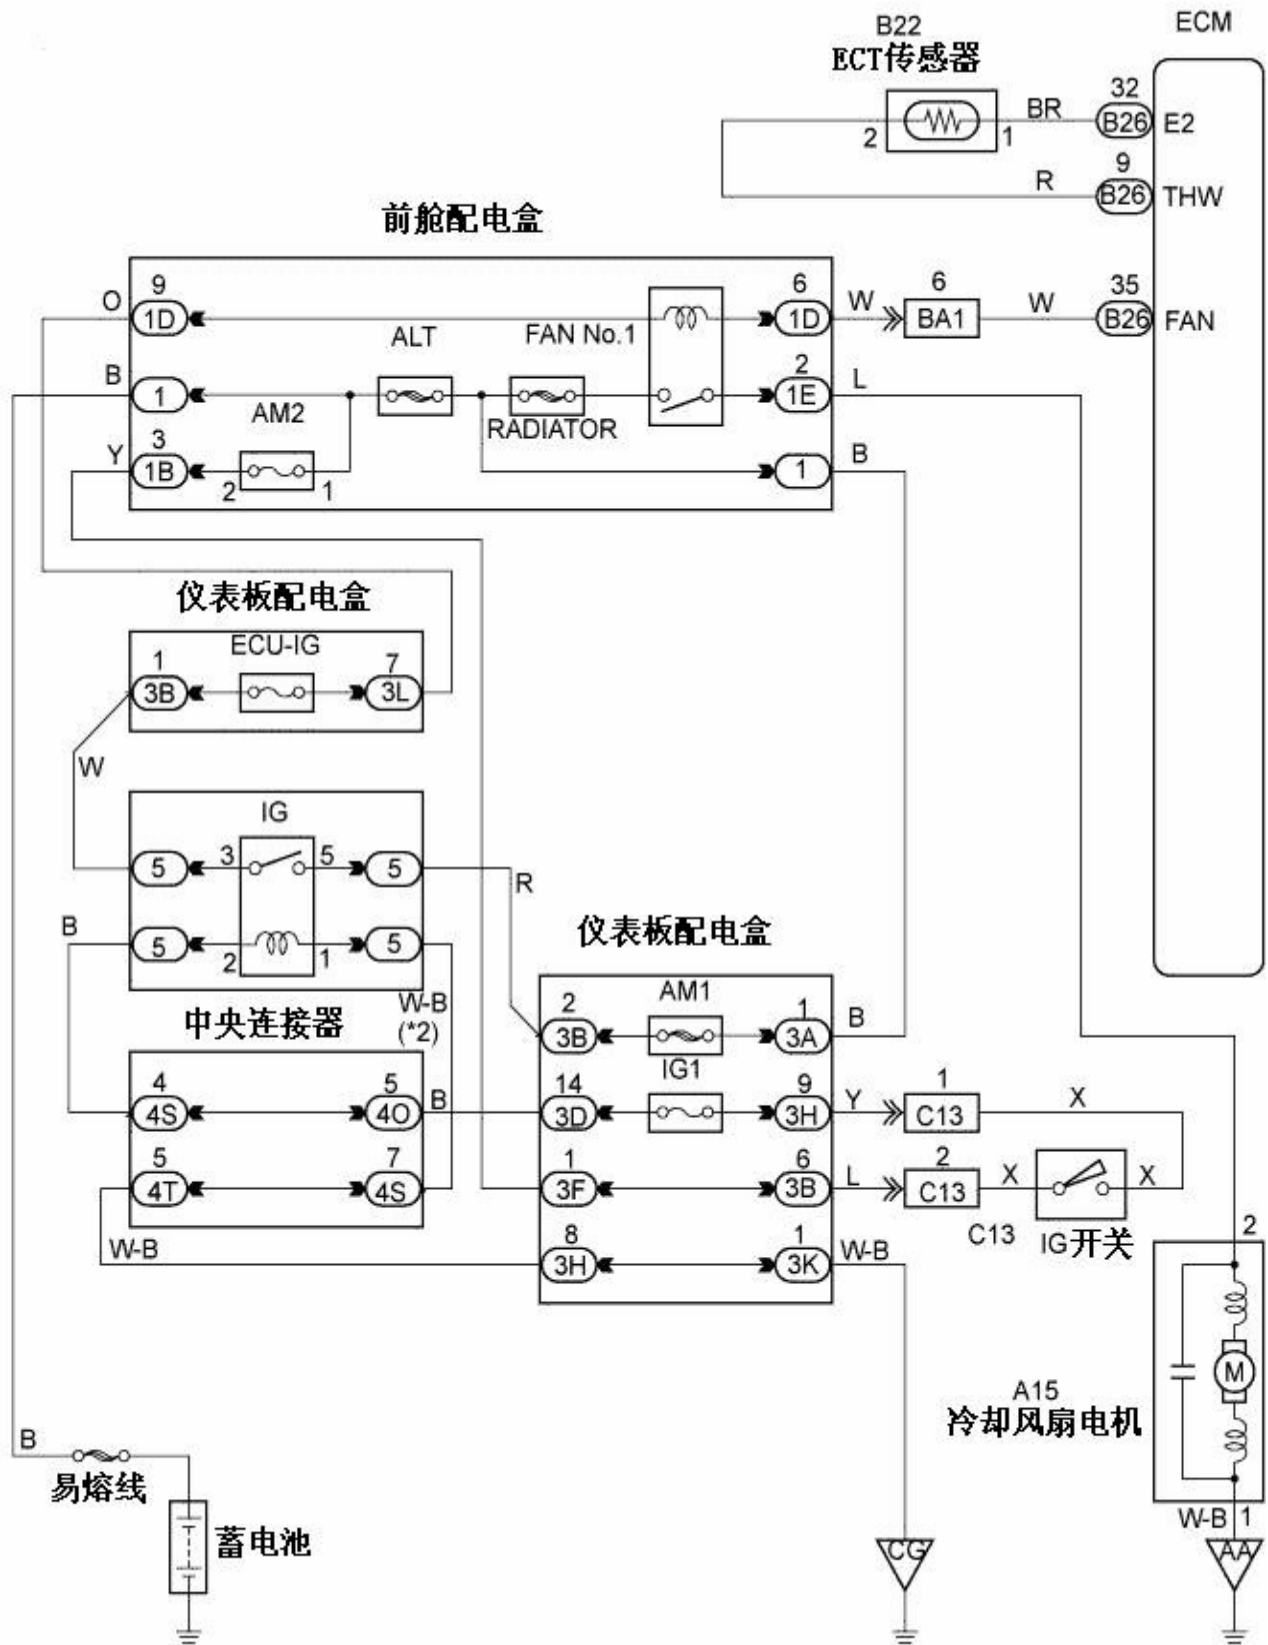 B22
ECM
ECT传感器
32
2
1
BR
B26
E2
9
R
B26
THW
前舱配电盒
9
6
6
35
O
1D
1D
W
BA1
W
B26
FAN
ALT
FAN No.1
2
B
1
1E
L
AM2
RADIATOR
3
Y
1B
2
1
1
B
仪表板配电盒
ECU-IG
1
7
3B
3L
W
IG
5
3
5
5
R
B
5
2
1
5
仪表板配电盒
W-B
(*2)
中央连接器
AM1
2
1
3B
3A
B
IG1
4
5
14
9
1
4S
4O
B
3D
3H
Y
C13
X
5
7
1
6
2
4T
4S
3F
3B
L
C13
X
X
C13
IG开关
W-B
8
1
3H
3K
W-B
2
M
A15
冷却风扇电机
B
易熔线
蓄电池
W-B
1
CG
AA